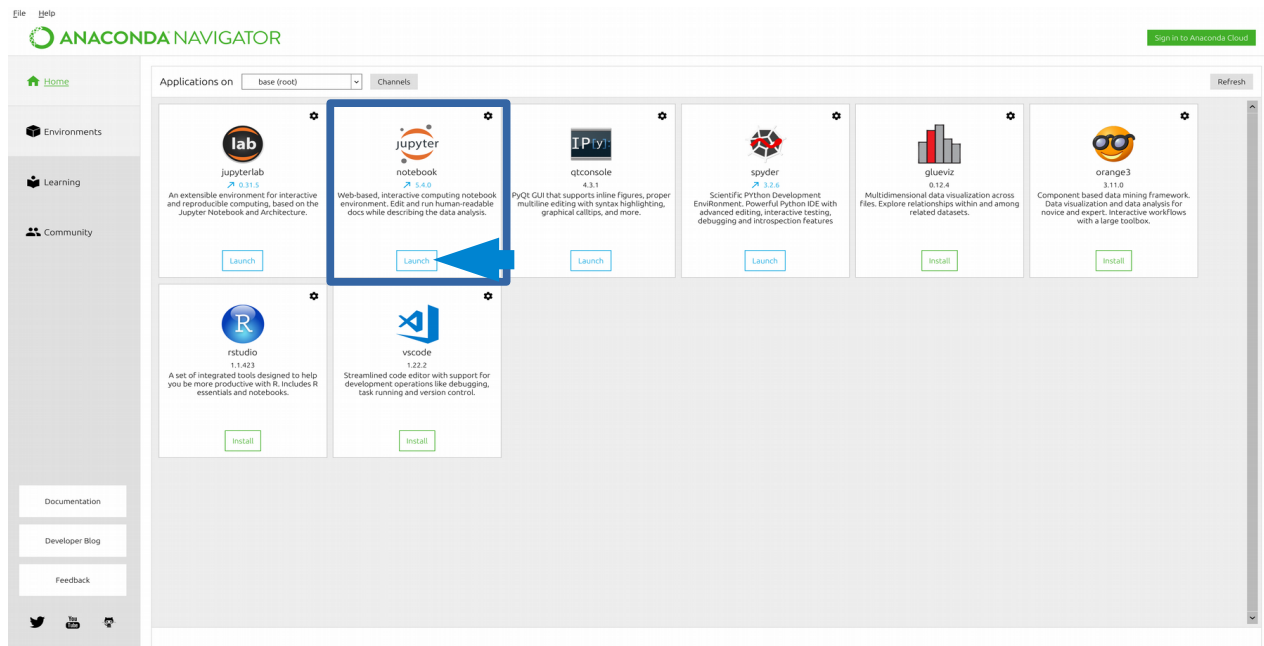 File Help
ANACONDA NAVIGATOR
Sign in to Anaconda Cloud
Home
Environments
Learning
Community
Documentation
Developer Blog
Feedback
You
Tube
Applications on base (root) Channels Refresh
lab
jupyterlab
0.31.5
An extensible environment for interactive
and reproducible computing, based on the
Jupyter Notebook and Architecture.
Launch
jupyter
notebook
5.4.0
Web-based, interactive computing notebook
environment. Edit and run human-readable
docs while describing the data analysis.
Launch
IP[y]:
qtconsole
4.3.1
PyQt GUI that supports inline figures, proper
multiline editing with syntax highlighting,
graphical calltips, and more.
Launch
spyder
3.2.6
Scientific PYthon Development
EnviRonment. Powerful Python IDE with
advanced editing, interactive testing,
debugging and introspection features
Launch
glueviz
0.12.4
Multidimensional data visualization across
files. Explore relationships within and among
related datasets.
Install
orange3
3.11.0
Component based data mining framework.
Data visualization and data analysis for
novice and expert. Interactive workflows
with a large toolbox.
Install
R
rstudio
1.1.423
A set of integrated tools designed to help
you be more productive with R. Includes R
essentials and notebooks.
Install
vscode
1.22.2
Streamlined code editor with support for
development operations like debugging,
task running and version control.
Install